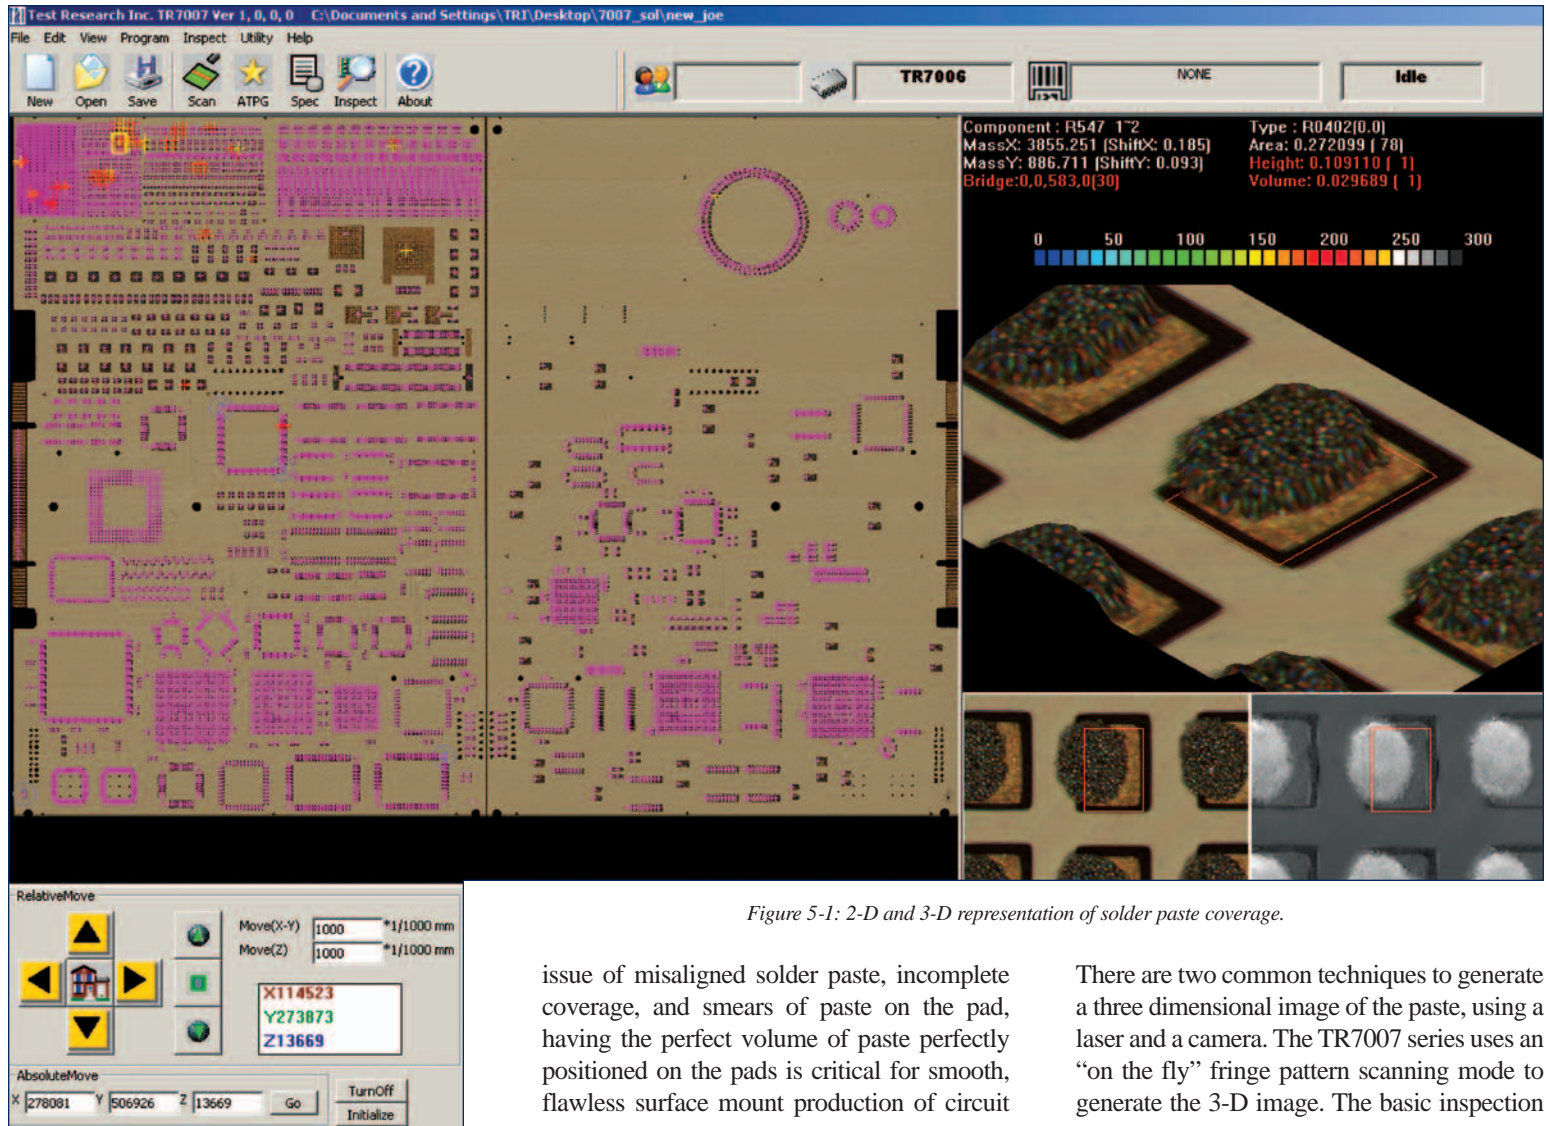 Test Research Inc. TR7007 Ver 1, 0, 0, 0 C:\Documents and Settings\TRI\Desktop\7007_sol\new_joe
File Edit View Program Inspect Utility Help
New Open Save Scan ATPG Spec Inspect About
TR7006 NONE Idle
Component : R547 1~2 Type : R0402(0.0)
MassX: 3855.251 (ShiftX: 0.185) Area: 0.272099 ( 78)
MassY: 886.711 (ShiftY: 0.093) Height: 0.109110 ( 1)
Bridge:0,0,583,0(30) Volume: 0.029689 ( 1)
0 50 100 150 200 250 300
RelativeMove
Move(X-Y) 1000 *1/1000 mm
Move(Z) 1000 *1/1000 mm
X114523
Y273873
Z13669
AbsoluteMove
X 278081 Y 506926 Z 13669 Go
TurnOff
Initialize
Figure 5-1: 2-D and 3-D representation of solder paste coverage.
issue of misaligned solder paste, incomplete
coverage, and smears of paste on the pad,
having the perfect volume of paste perfectly
positioned on the pads is critical for smooth,
flawless surface mount production of circuit
There are two common techniques to generate
a three dimensional image of the paste, using a
laser and a camera. The TR7007 series uses an
“on the fly” fringe pattern scanning mode to
generate the 3-D image. The basic inspection